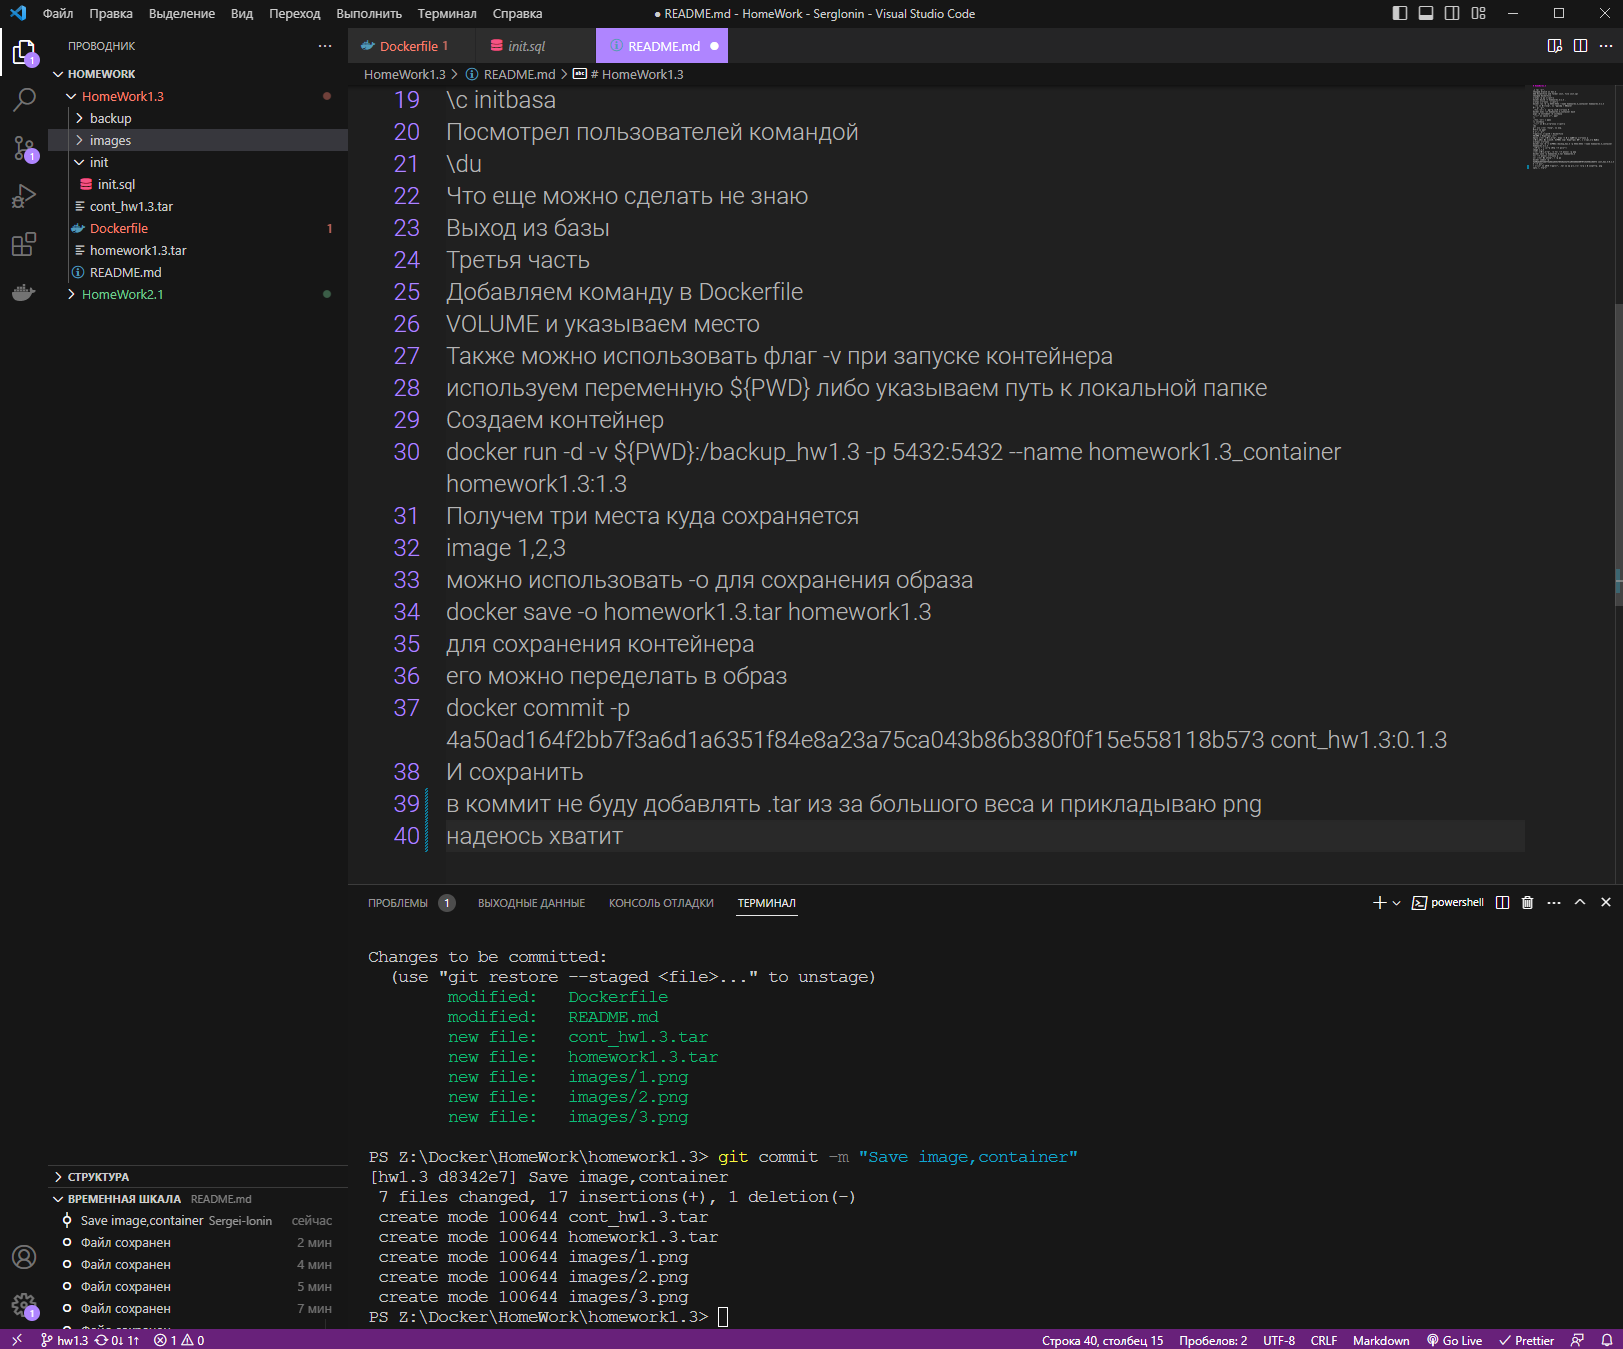 Файл Правка Выделение Вид Переход Выполнить Терминал Справка
● README.md - HomeWork - SergIonin - Visual Studio Code
ПРОВОДНИК
HOMEWORK
HomeWork1.3
backup
images
init
init.sql
cont_hw1.3.tar
Dockerfile 1
homework1.3.tar
README.md
HomeWork2.1
СТРУКТУРА
ВРЕМЕННАЯ ШКАЛА README.md
Save image,container Sergei-Ionin сейчас
Файл сохранен 2 мин
Файл сохранен 4 мин
Файл сохранен 5 мин
Файл сохранен 7 мин
Dockerfile 1
init.sql
README.md
HomeWork1.3 > README.md > # HomeWork1.3
19 \c initbasa
20 Посмотрел пользователей командой
21 \du
22 Что еще можно сделать не знаю
23 Выход из базы
24 Третья часть
25 Добавляем команду в Dockerfile
26 VOLUME и указываем место
27 Также можно использовать флаг -v при запуске контейнера
28 используем переменную ${PWD} либо указываем путь к локальной папке
29 Создаем контейнер
30 docker run -d -v ${PWD}:/backup_hw1.3 -p 5432:5432 --name homework1.3_container
homework1.3:1.3
31 Получем три места куда сохраняется
32 image 1,2,3
33 можно использовать -o для сохранения образа
34 docker save -o homework1.3.tar homework1.3
35 для сохранения контейнера
36 его можно переделать в образ
37 docker commit -p
4a50ad164f2bb7f3a6d1a6351f84e8a23a75ca043b86b380f0f15e558118b573 cont_hw1.3:0.1.3
38 И сохранить
39 в коммит не буду добавлять .tar из за большого веса и прикладываю png
40 надеюсь хватит
ПРОБЛЕМЫ 1 ВЫХОДНЫЕ ДАННЫЕ КОНСОЛЬ ОТЛАДКИ ТЕРМИНАЛ
powershell
Changes to be committed:
(use "git restore --staged <file>..." to unstage)
modified: Dockerfile
modified: README.md
new file: cont_hw1.3.tar
new file: homework1.3.tar
new file: images/1.png
new file: images/2.png
new file: images/3.png
PS Z:\Docker\HomeWork\homework1.3> git commit -m "Save image,container"
[hw1.3 d8342e7] Save image,container
7 files changed, 17 insertions(+), 1 deletion(-)
create mode 100644 cont_hw1.3.tar
create mode 100644 homework1.3.tar
create mode 100644 images/1.png
create mode 100644 images/2.png
create mode 100644 images/3.png
PS Z:\Docker\HomeWork\homework1.3>
hw1.3 0↓ 1↑ 1 0
Строка 40, столбец 15 Пробелов: 2 UTF-8 CRLF Markdown Go Live Prettier